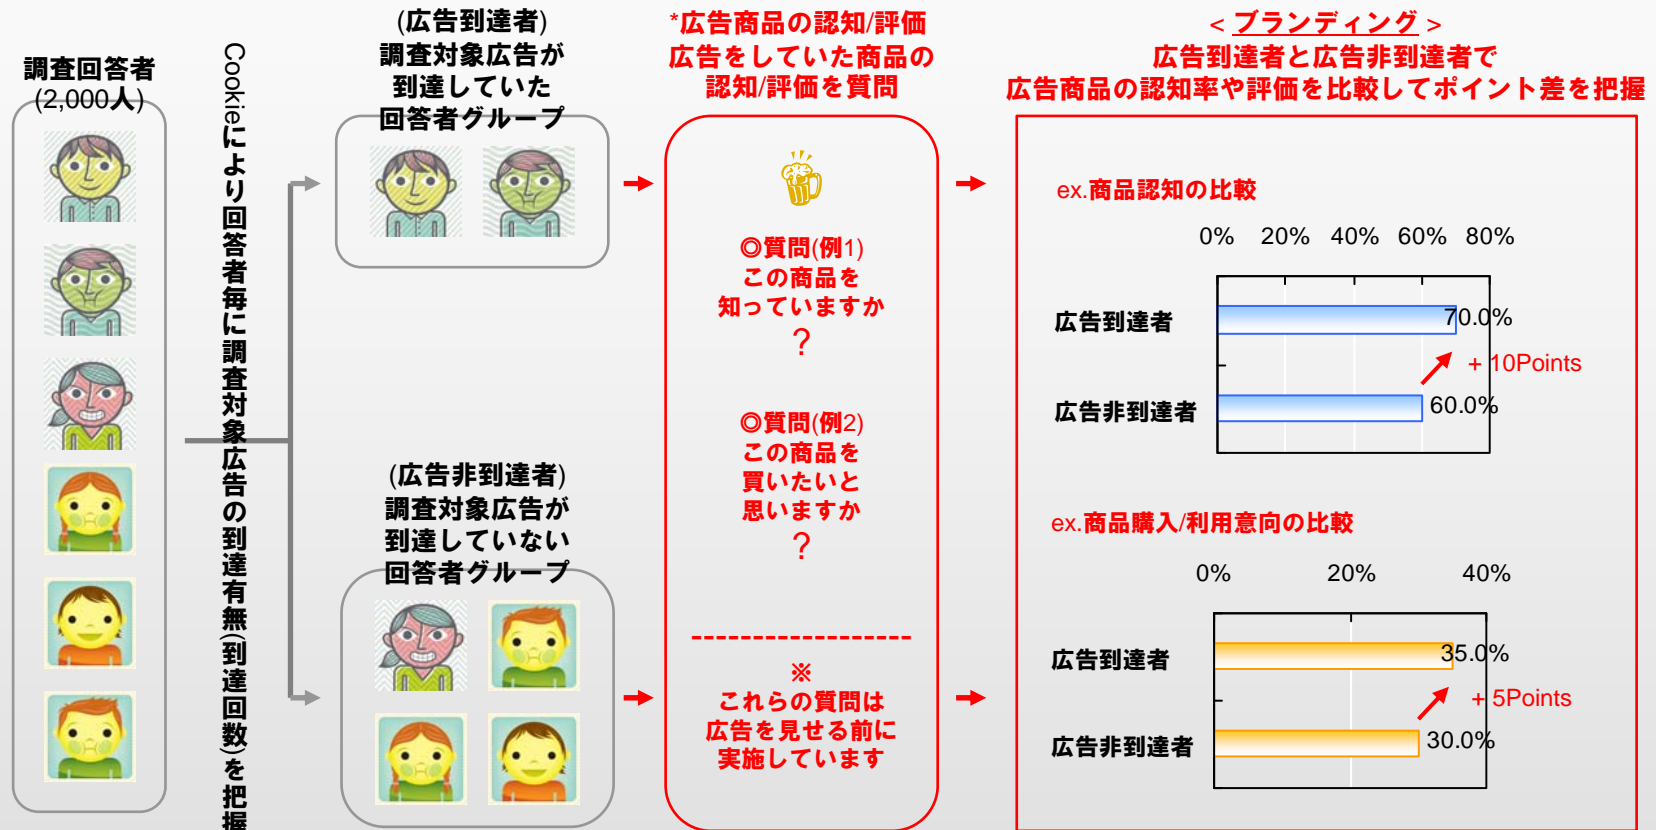 調査回答者
(2,000人)
Cookieにより回答者毎に調査対象広告の到達有無(到達回数)を把握
(広告到達者)
調査対象広告が
到達していた
回答者グループ
(広告非到達者)
調査対象広告が
到達していない
回答者グループ
*広告商品の認知/評価
広告をしていた商品の
認知/評価を質問
◎質問(例1)
この商品を
知っていますか
？
◎質問(例2)
この商品を
買いたいと
思いますか
？
※
これらの質問は
広告を見せる前に
実施しています
< ブランディング >
広告到達者と広告非到達者で
広告商品の認知率や評価を比較してポイント差を把握
ex.商品認知の比較
0% 20% 40% 60% 80%
広告到達者 70.0%
+ 10Points
広告非到達者 60.0%
ex.商品購入/利用意向の比較
0% 20% 40%
広告到達者 35.0%
+ 5Points
広告非到達者 30.0%